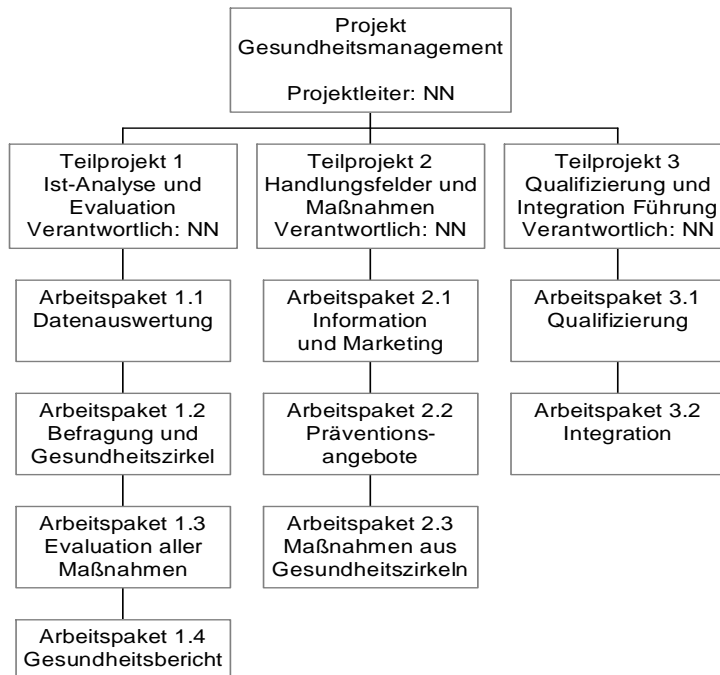 Projekt
Gesundheitsmanagement
Projektleiter: NN
Teilprojekt 1
Ist-Analyse und
Evaluation
Verantwortlich: NN
Teilprojekt 2
Handlungsfelder und
Maßnahmen
Verantwortlich: NN
Teilprojekt 3
Qualifizierung und
Integration Führung
Verantwortlich: NN
Arbeitspaket 1.1
Datenauswertung
Arbeitspaket 2.1
Information
und Marketing
Arbeitspaket 3.1
Qualifizierung
Arbeitspaket 1.2
Befragung und
Gesundheitszirkel
Arbeitspaket 2.2
Präventions-
angebote
Arbeitspaket 3.2
Integration
Arbeitspaket 1.3
Evaluation aller
Maßnahmen
Arbeitspaket 2.3
Maßnahmen aus
Gesundheitszirkeln
Arbeitspaket 1.4
Gesundheitsbericht